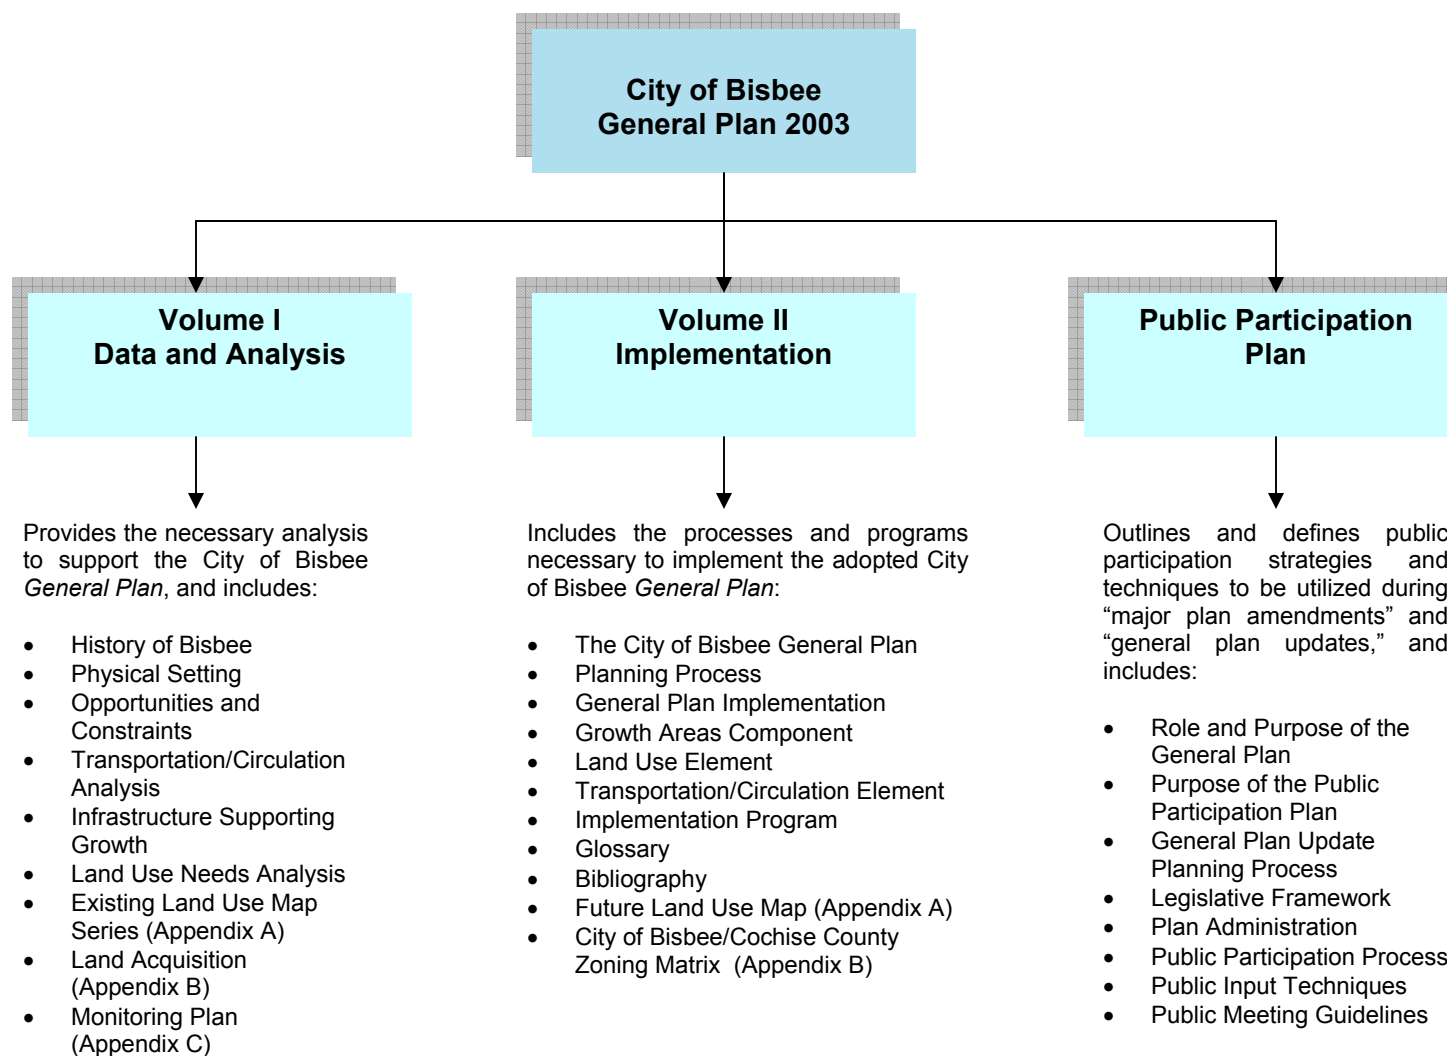 City of Bisbee
General Plan 2003
Volume I
Data and Analysis
Provides the necessary analysis
to support the City of Bisbee
General Plan, and includes:
• History of Bisbee
• Physical Setting
• Opportunities and
Constraints
• Transportation/Circulation
Analysis
• Infrastructure Supporting
Growth
• Land Use Needs Analysis
• Existing Land Use Map
Series (Appendix A)
• Land Acquisition
(Appendix B)
• Monitoring Plan
(Appendix C)
Volume II
Implementation
Includes the processes and programs
necessary to implement the adopted City
of Bisbee General Plan:
• The City of Bisbee General Plan
• Planning Process
• General Plan Implementation
• Growth Areas Component
• Land Use Element
• Transportation/Circulation Element
• Implementation Program
• Glossary
• Bibliography
• Future Land Use Map (Appendix A)
• City of Bisbee/Cochise County
Zoning Matrix (Appendix B)
Public Participation
Plan
Outlines and defines public
participation strategies and
techniques to be utilized during
“major plan amendments” and
“general plan updates,” and
includes:
• Role and Purpose of the
General Plan
• Purpose of the Public
Participation Plan
• General Plan Update
Planning Process
• Legislative Framework
• Plan Administration
• Public Participation Process
• Public Input Techniques
• Public Meeting Guidelines